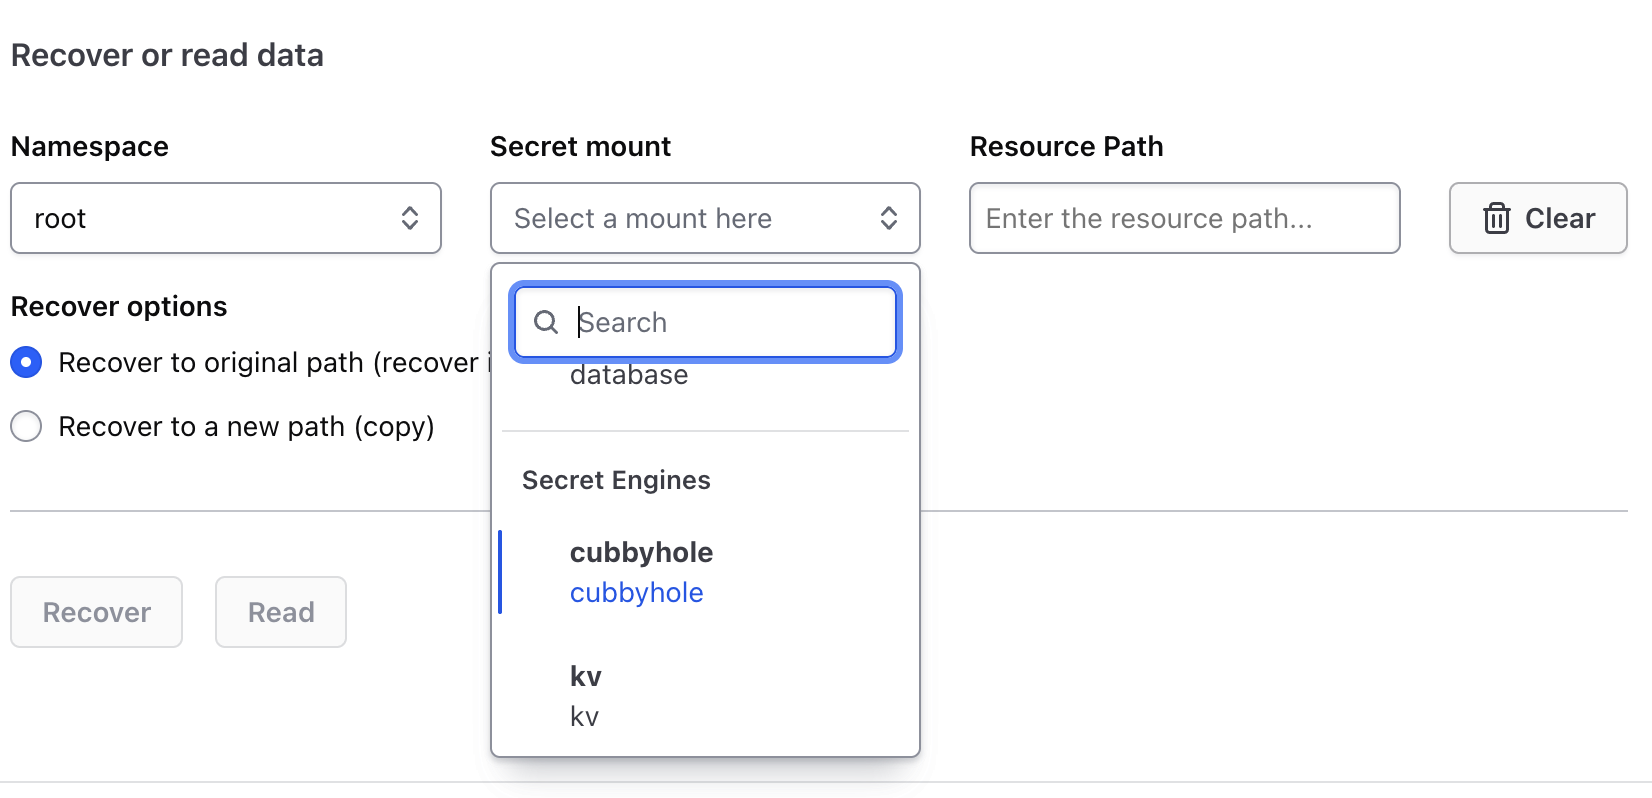 Recover or read data
Namespace
Secret mount
Resource Path
root
Select a mount here
Enter the resource path...
Clear
Search
database
Recover options
Recover to original path (recover
Recover to a new path (copy)
Secret Engines
cubbyhole
cubbyhole
kv
kv
Recover
Read